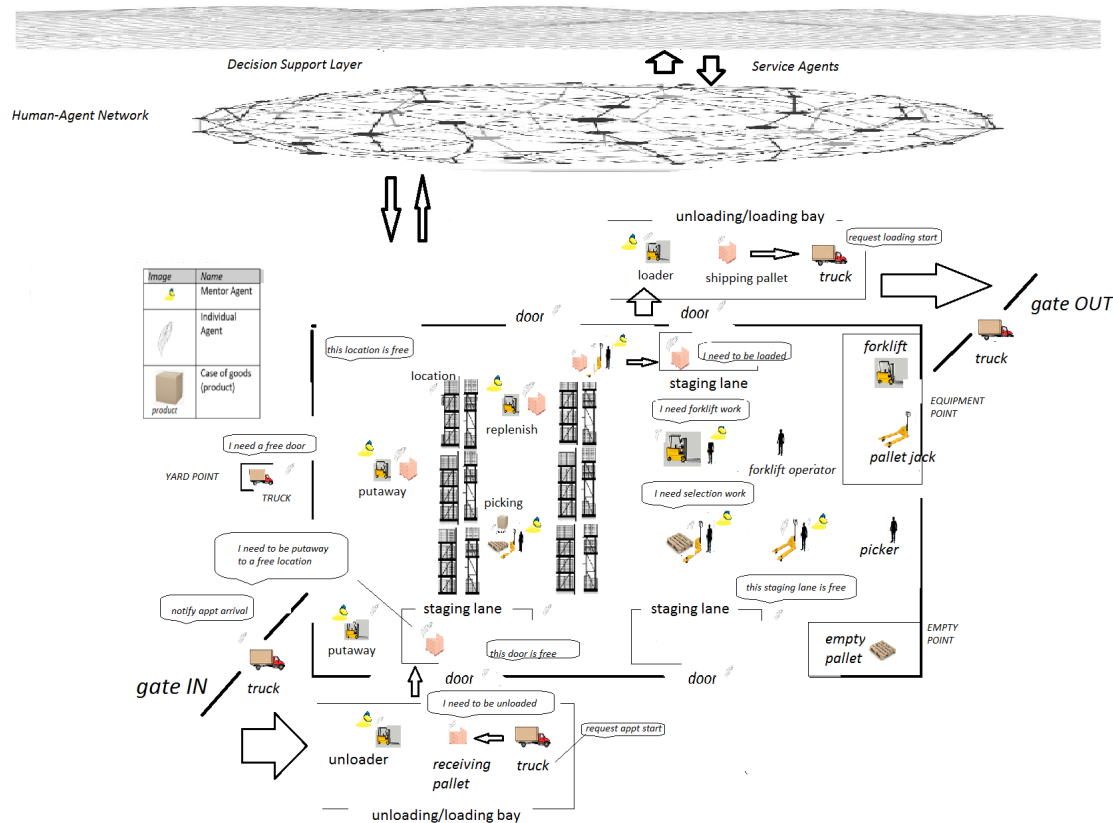 Decision Support Layer
Service Agents
Human-Agent Network
unloading/loading bay
request loading start
loader
shipping pallet
truck
gate OUT
truck
Image
Name
Mentor Agent
Individual
Agent
Case of goods
(product)
product
door
door
this location is free
location
I need to be loaded
staging lane
forklift
EQUIPMENT
POINT
replenish
I need forklift work
forklift operator
pallet jack
I need a free door
YARD POINT
TRUCK
putaway
picking
I need selection work
picker
I need to be putaway
to a free location
this staging lane is free
notify appt arrival
staging lane
staging lane
EMPTY
POINT
empty
pallet
putaway
this door is free
gate IN
truck
door
door
I need to be unloaded
request appt start
unloader
receiving
pallet
truck
unloading/loading bay